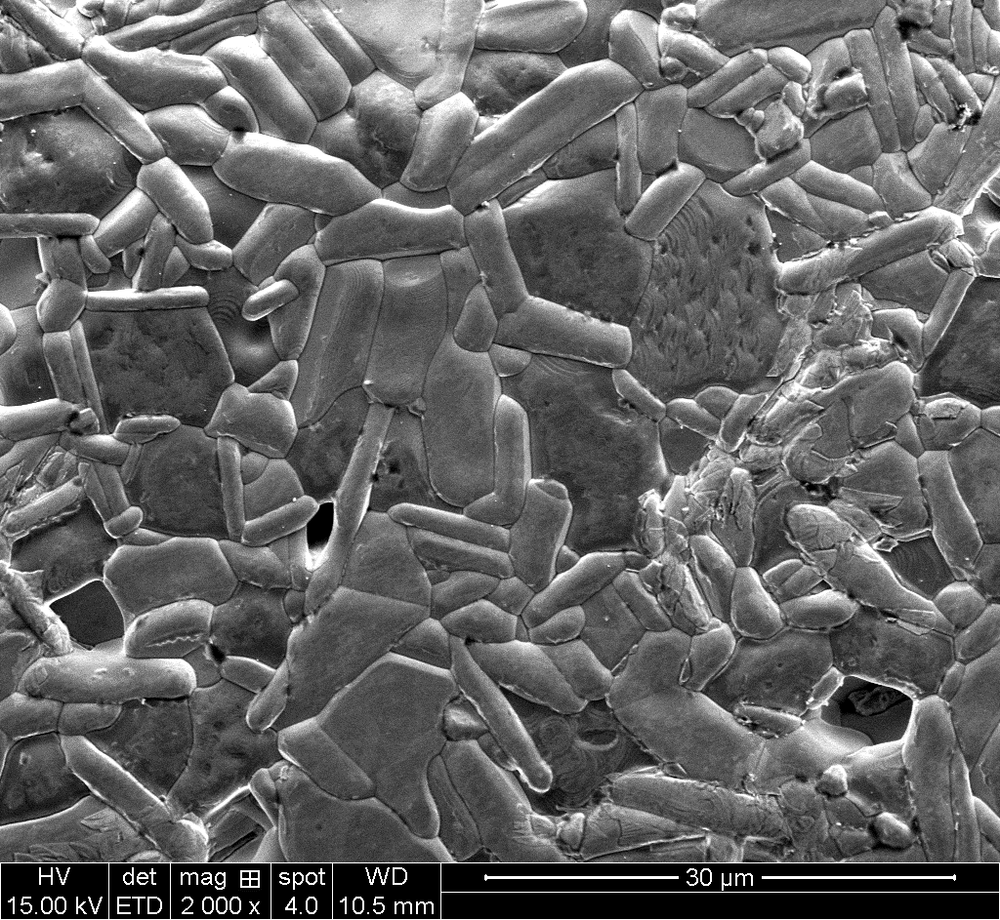 HV det mag ⊞ spot WD
15.00 kV ETD 2 000 x 4.0 10.5 mm
30 µm